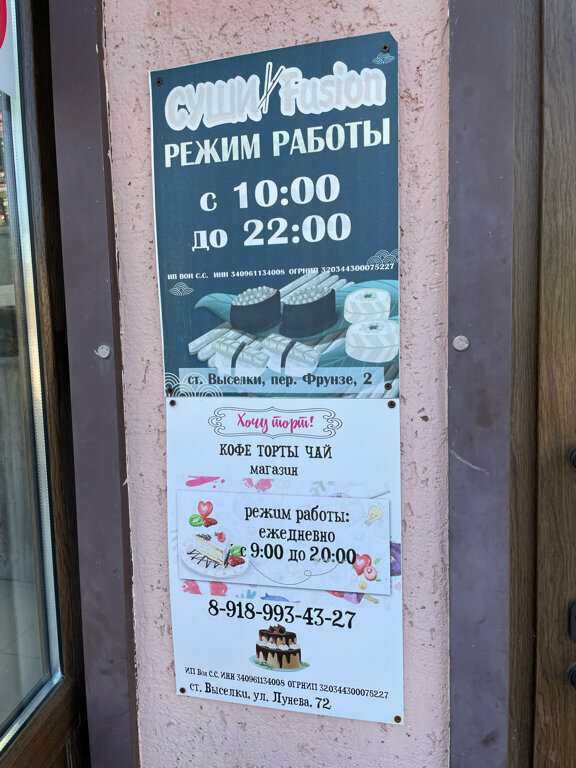 СУШИ Fusion
РЕЖИМ РАБОТЫ
с 10:00
до 22:00
ИП ВОН С.С. ИНН 340961134008 ОГРНИП 320344300075227
ст. Выселки, пер. Фрунзе, 2
Хочу торт!
КОФЕ ТОРТЫ ЧАЙ
магазин
режим работы:
ежедневно
с 9:00 до 20:00
8-918-993-43-27
ИП Вон С.С. ИНН 340961134008 ОГРНИП 320344300075227
ст. Выселки, ул. Лунева, 72